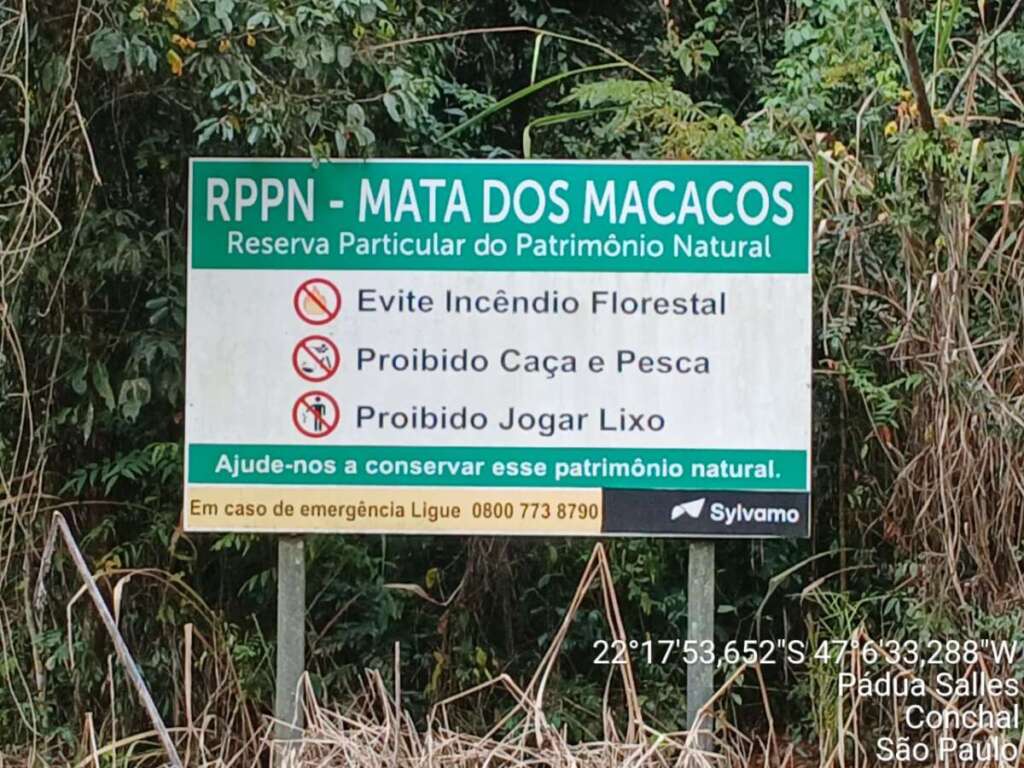 RPPN - MATA DOS MACACOS
Reserva Particular do Patrimônio Natural
Evite Incêndio Florestal
Proibido Caça e Pesca
Proibido Jogar Lixo
Ajude-nos a conservar esse patrimônio natural.
Em caso de emergência Ligue 0800 773 8790
Sylvamo
22°17'53,652"S 47°6'33,288"W
Pádua Salles
Conchal
São Paulo